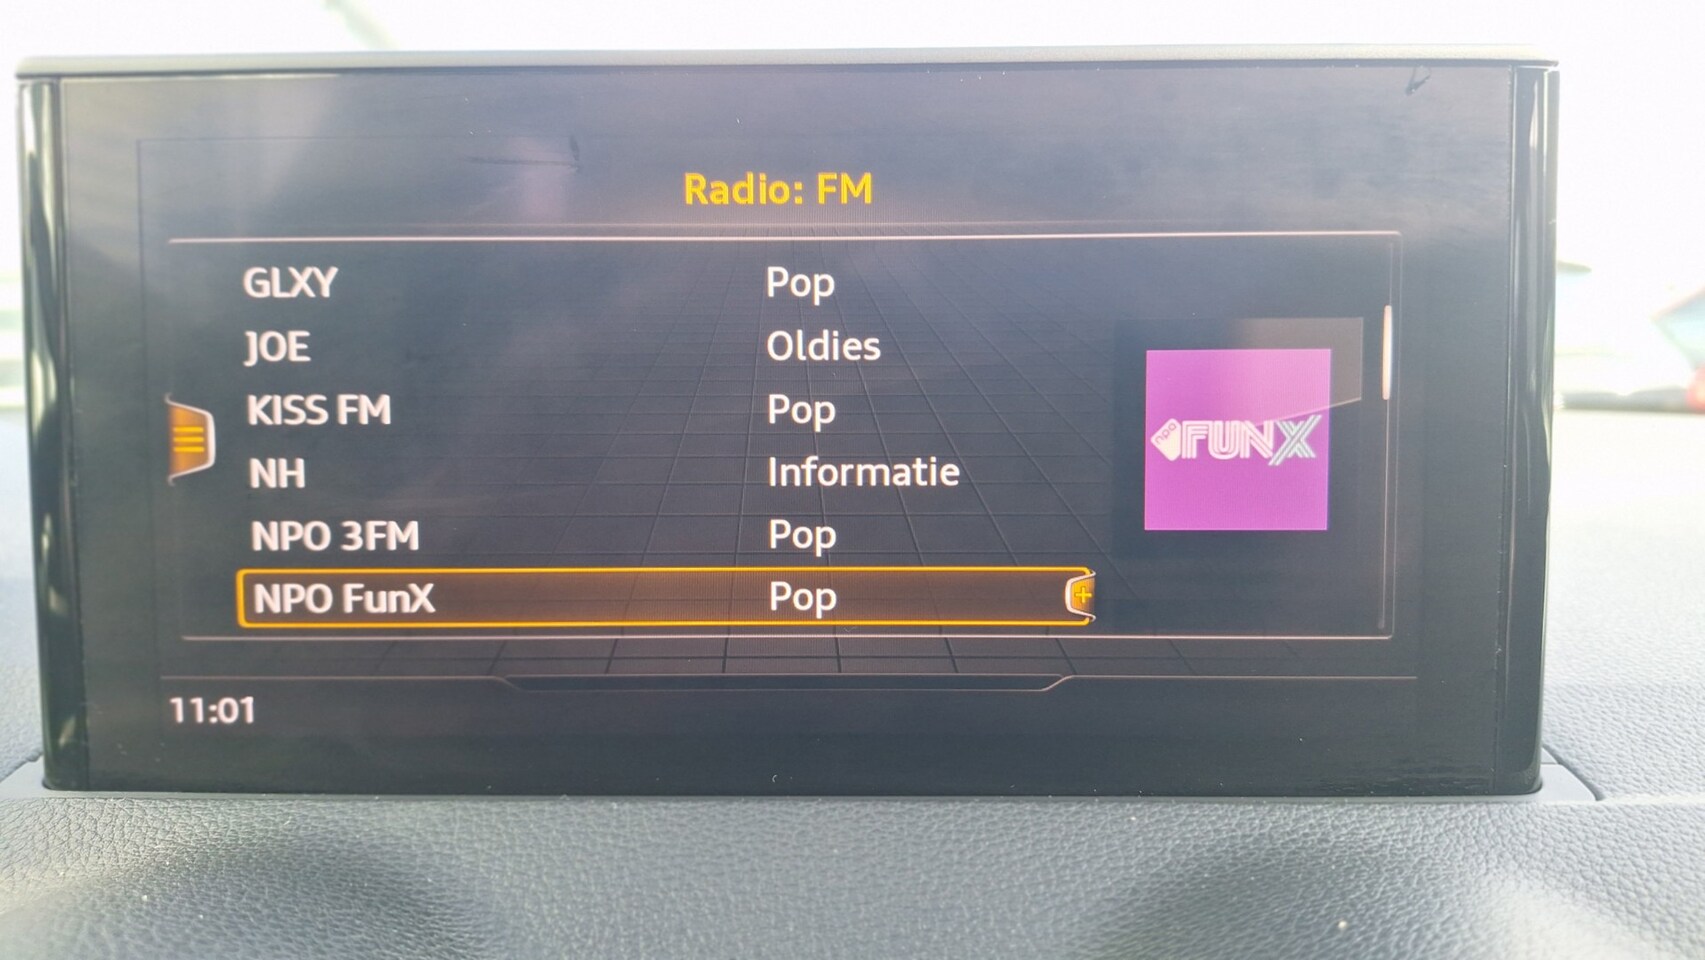 Radio: FM
GLXY Pop
JOE Oldies
KISS FM Pop
NH Informatie
NPO 3FM Pop
NPO FunX Pop
npo FUNX
11:01